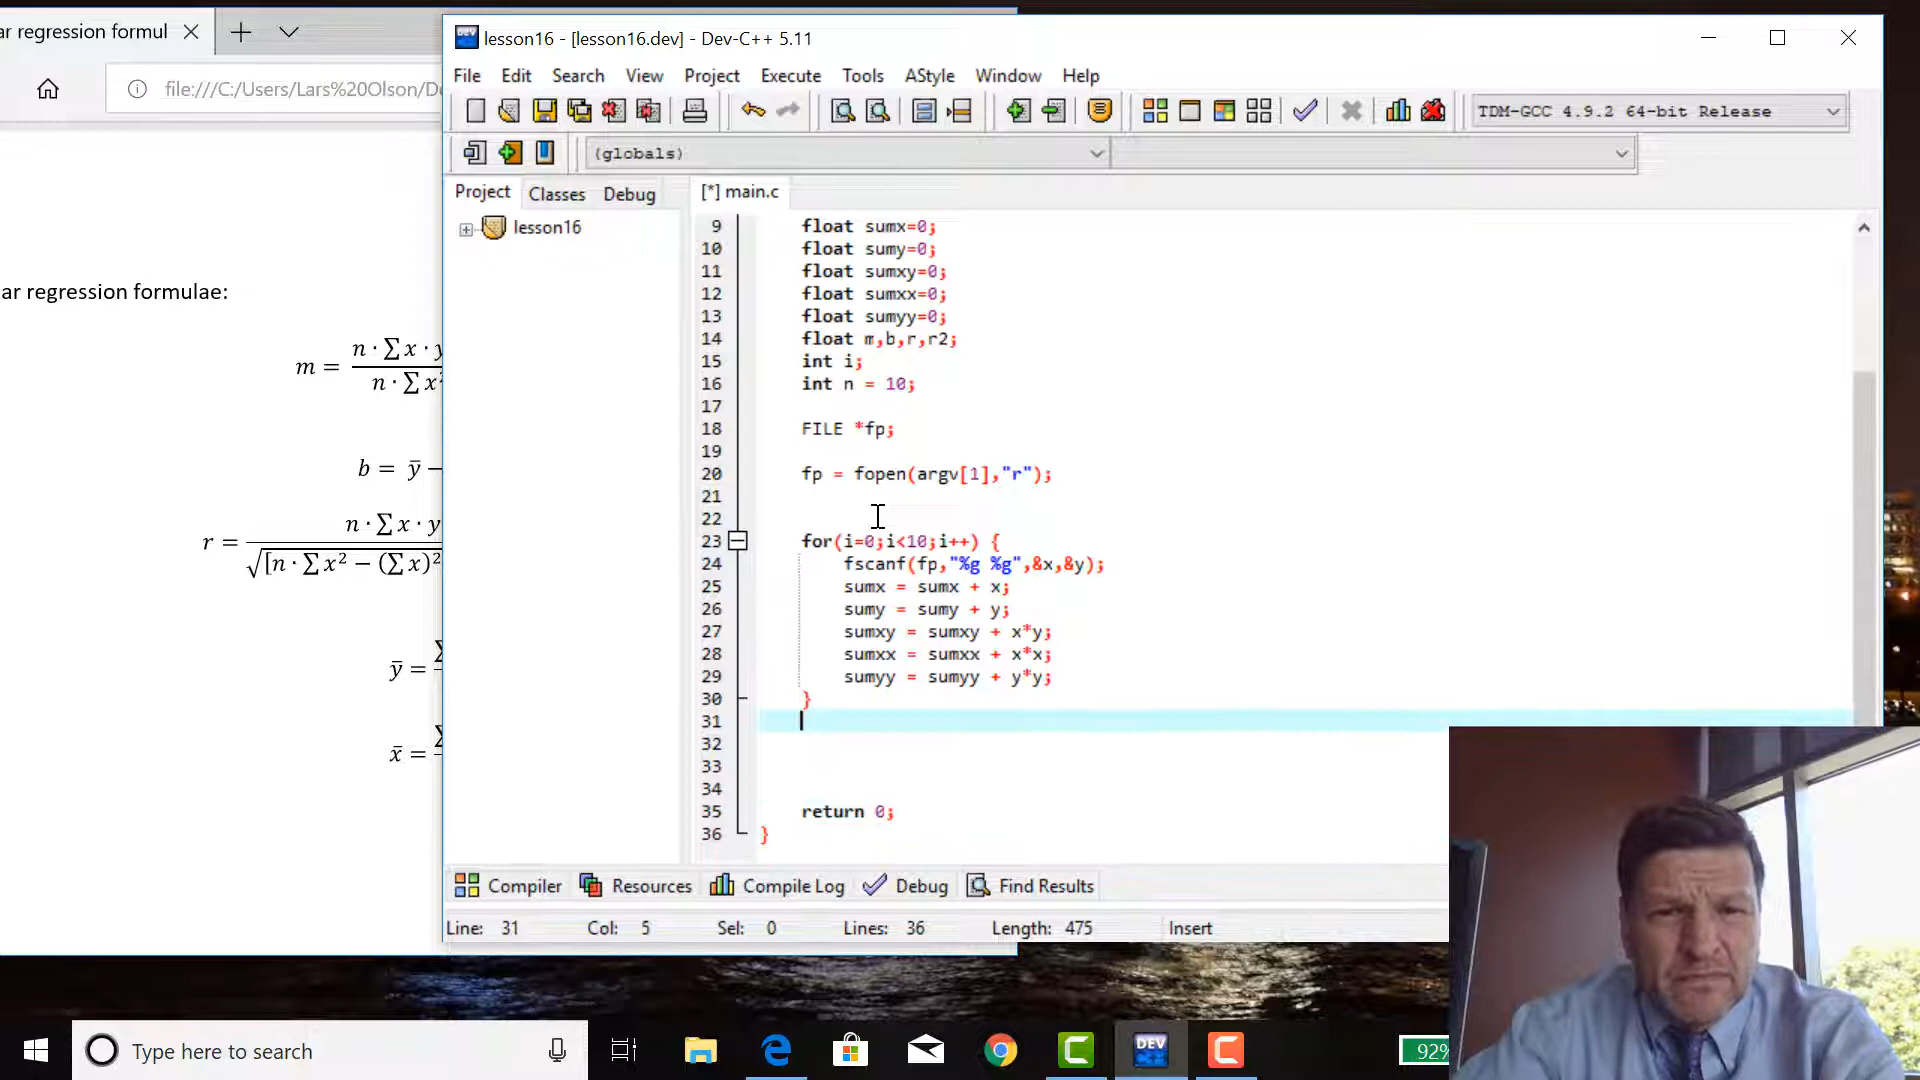 ar regression formul
file:///C:/Users/Lars%20Olson/De
ar regression formulae:
m = n · ∑ x · y
n · ∑ x²
b = ȳ −
r = n · ∑ x · y
√[n · ∑ x² − (∑ x)²
ȳ = ∑
x̄ = ∑
lesson16 - [lesson16.dev] - Dev-C++ 5.11
File Edit Search View Project Execute Tools AStyle Window Help
TDM-GCC 4.9.2 64-bit Release
(globals)
Project Classes Debug
[*] main.c
lesson16
9 float sumx=0;
10 float sumy=0;
11 float sumxy=0;
12 float sumxx=0;
13 float sumyy=0;
14 float m,b,r,r2;
15 int i;
16 int n = 10;
17
18 FILE *fp;
19
20 fp = fopen(argv[1],"r");
21
22
23 for(i=0;i<10;i++) {
24 fscanf(fp,"%g %g",&x,&y);
25 sumx = sumx + x;
26 sumy = sumy + y;
27 sumxy = sumxy + x*y;
28 sumxx = sumxx + x*x;
29 sumyy = sumyy + y*y;
30 }
31
32
33
34
35 return 0;
36 }
Compiler Resources Compile Log Debug Find Results
Line: 31 Col: 5 Sel: 0 Lines: 36 Length: 475 Insert
Type here to search
DEV
92%